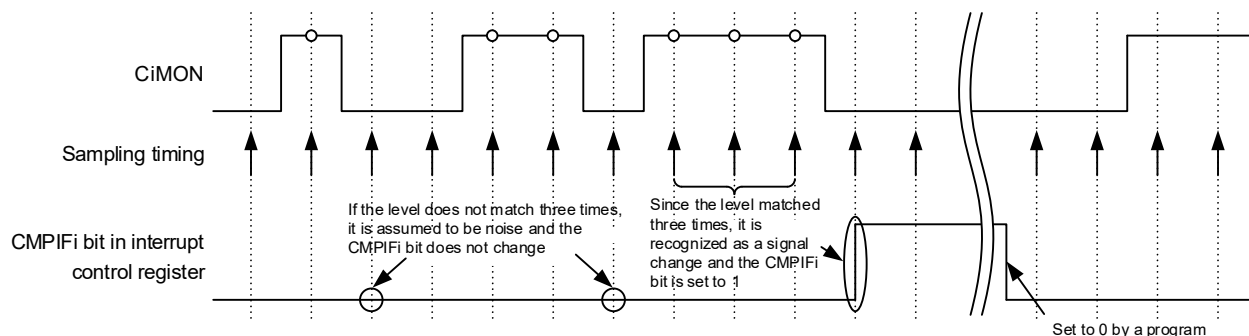 CiMON
Sampling timing
If the level does not match three times,
it is assumed to be noise and the
CMPIFi bit does not change
Since the level matched
three times, it is
recognized as a signal
change and the CMPIFi
bit is set to 1
CMPIFi bit in interrupt
control register
Set to 0 by a program